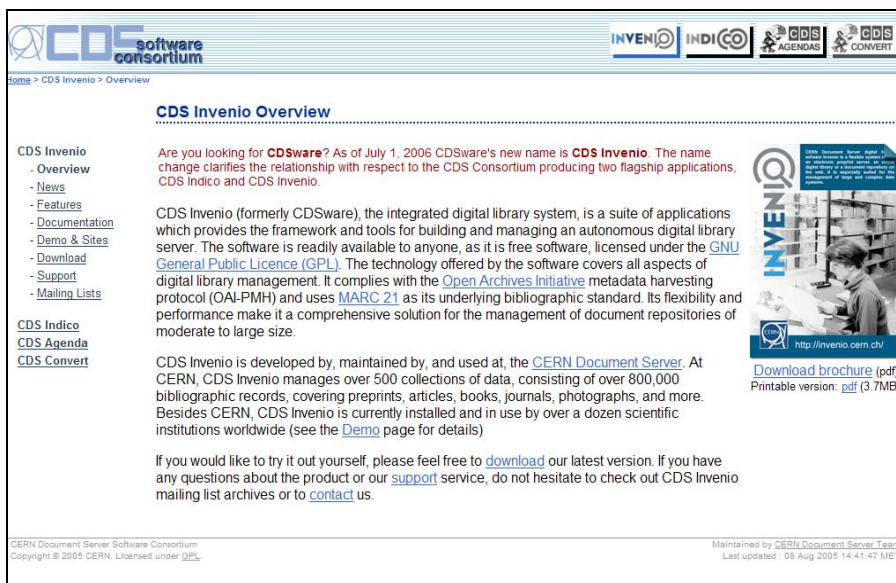 CDS software consortium
INVENIO INDICO CDS AGENDAS CDS CONVERT
Home > CDS Invenio > Overview
CDS Invenio Overview
CDS Invenio
- Overview
- News
- Features
- Documentation
- Demo & Sites
- Download
- Support
- Mailing Lists
CDS Indico
CDS Agenda
CDS Convert
Are you looking for CDSware? As of July 1, 2006 CDSware's new name is CDS Invenio. The name
change clarifies the relationship with respect to the CDS Consortium producing two flagship applications,
CDS Indico and CDS Invenio.
CDS Invenio (formerly CDSware), the integrated digital library system, is a suite of applications
which provides the framework and tools for building and managing an autonomous digital library
server. The software is readily available to anyone, as it is free software, licensed under the GNU
General Public Licence (GPL). The technology offered by the software covers all aspects of
digital library management. It complies with the Open Archives Initiative metadata harvesting
protocol (OAI-PMH) and uses MARC 21 as its underlying bibliographic standard. Its flexibility and
performance make it a comprehensive solution for the management of document repositories of
moderate to large size.
CDS Invenio is developed by, maintained by, and used at, the CERN Document Server. At
CERN, CDS Invenio manages over 500 collections of data, consisting of over 800,000
bibliographic records, covering preprints, articles, books, journals, photographs, and more.
Besides CERN, CDS Invenio is currently installed and in use by over a dozen scientific
institutions worldwide (see the Demo page for details)
If you would like to try it out yourself, please feel free to download our latest version. If you have
any questions about the product or our support service, do not hesitate to check out CDS Invenio
mailing list archives or to contact us.
INVENIO
CERN
http://invenio.cern.ch/
Download brochure (pdf
Printable version: pdf (3.7MB
CERN Document Server Software Consortium
Copyright © 2005 CERN. Licensed under GPL.
Maintained by CERN Document Server Tea
Last updated : 08 Aug 2005 14:41:47 ME